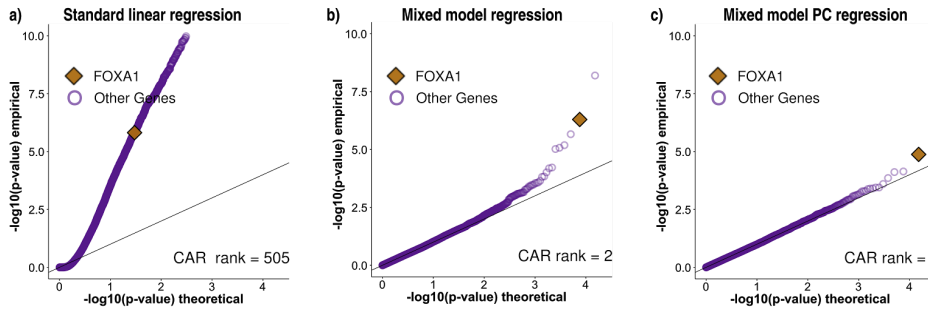 a) Standard linear regression
10.0
7.5
5.0
2.5
0.0
-log10(p-value) empirical
FOXA1
Other Genes
CAR rank = 505
0 1 2 3 4
-log10(p-value) theoretical
b) Mixed model regression
10.0
7.5
5.0
2.5
0.0
-log10(p-value) empirical
FOXA1
Other Genes
CAR rank = 2
0 1 2 3 4
-log10(p-value) theoretical
c) Mixed model PC regression
10.0
7.5
5.0
2.5
0.0
-log10(p-value) empirical
FOXA1
Other Genes
CAR rank =
0 1 2 3 4
-log10(p-value) theoretical